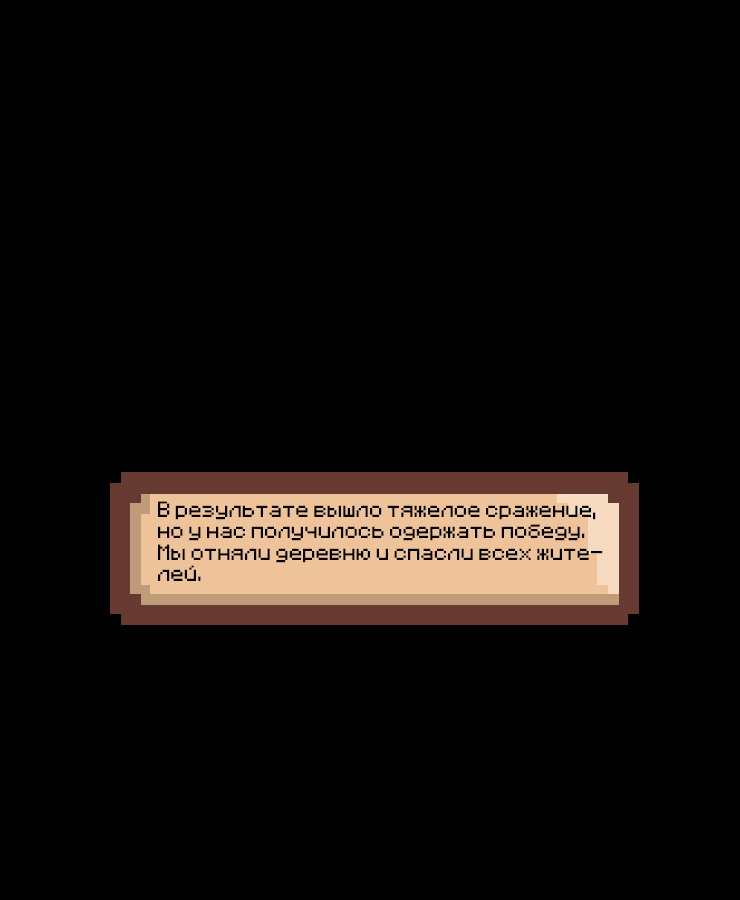 В результате вышло тяжелое сражение,
но у нас получилось одержать победу.
Мы отняли деревню и спасли всех жите-
лей.